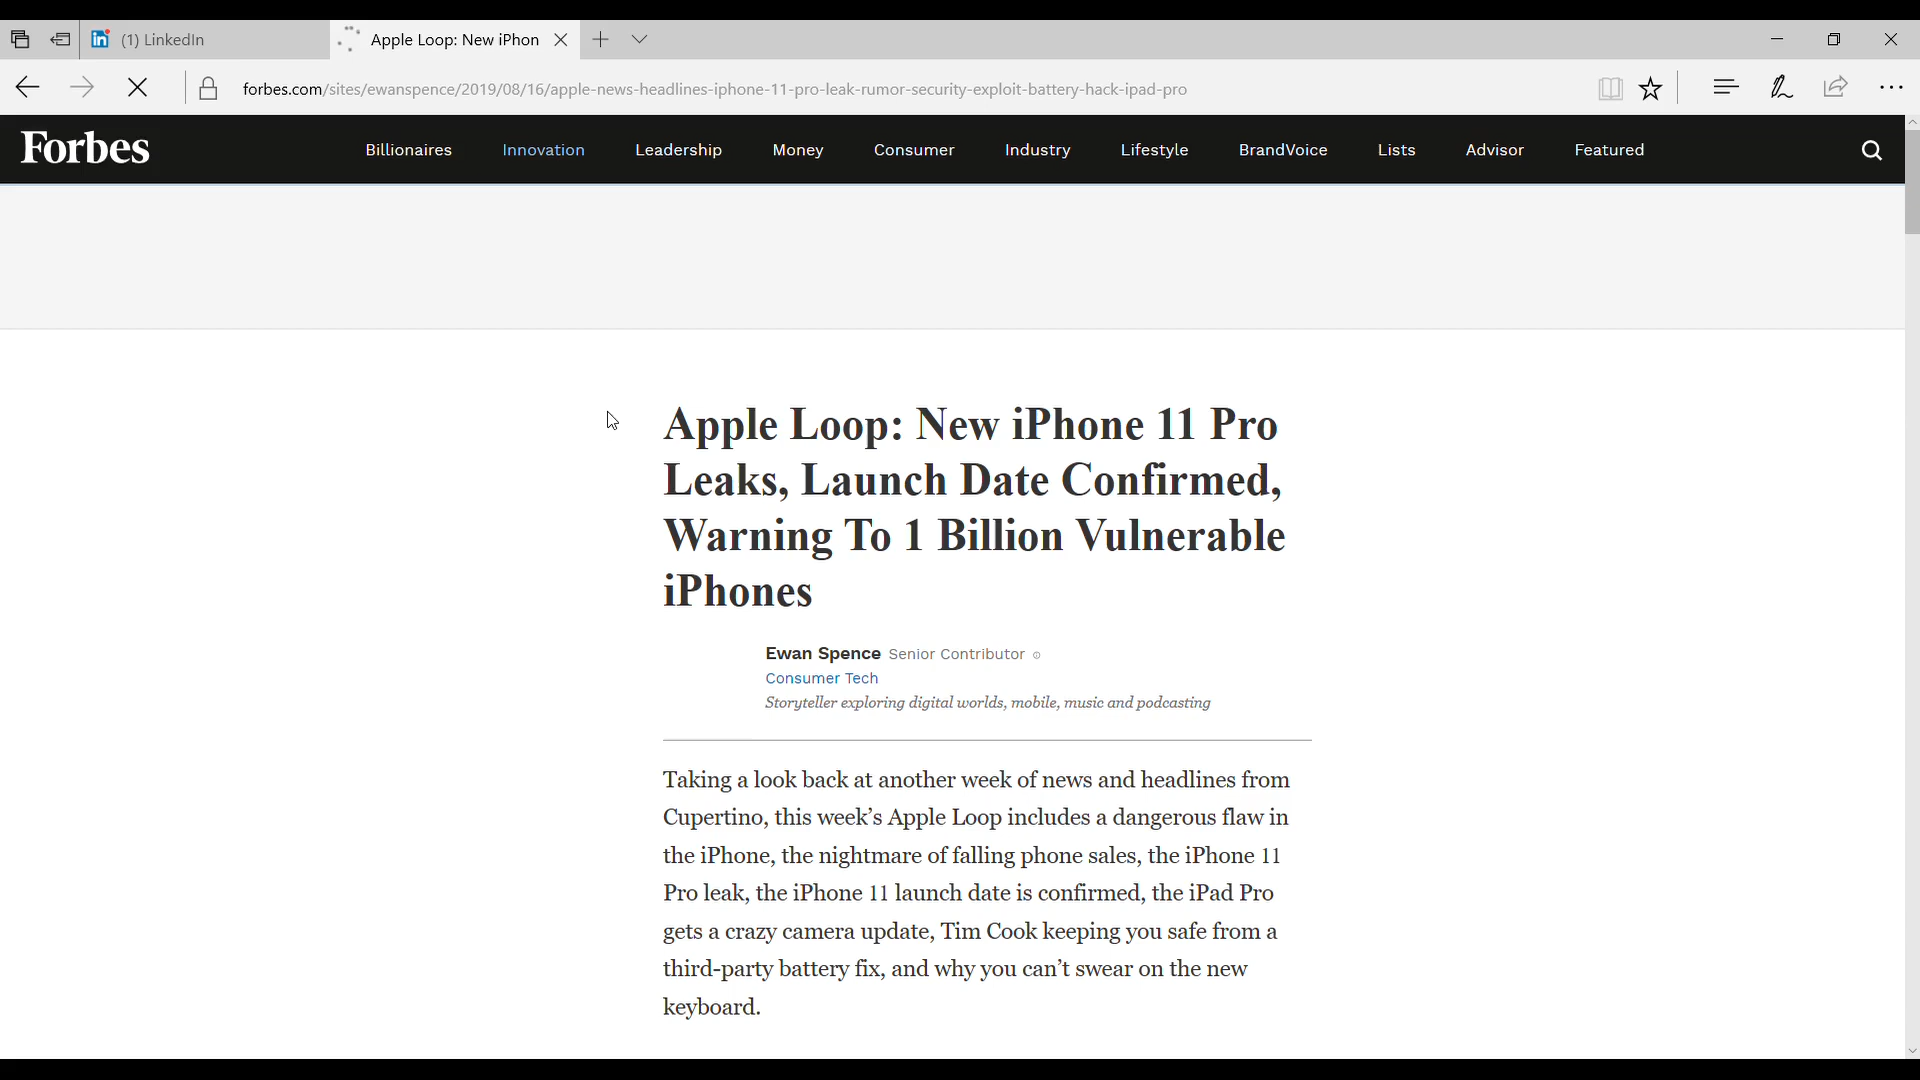 (1) LinkedIn
Apple Loop: New iPhon
forbes.com/sites/ewanspence/2019/08/16/apple-news-headlines-iphone-11-pro-leak-rumor-security-exploit-battery-hack-ipad-pro
Forbes
Billionaires Innovation Leadership Money Consumer Industry Lifestyle BrandVoice Lists Advisor Featured
Apple Loop: New iPhone 11 Pro
Leaks, Launch Date Confirmed,
Warning To 1 Billion Vulnerable
iPhones
Ewan Spence Senior Contributor
Consumer Tech
Storyteller exploring digital worlds, mobile, music and podcasting
Taking a look back at another week of news and headlines from
Cupertino, this week’s Apple Loop includes a dangerous flaw in
the iPhone, the nightmare of falling phone sales, the iPhone 11
Pro leak, the iPhone 11 launch date is confirmed, the iPad Pro
gets a crazy camera update, Tim Cook keeping you safe from a
third-party battery fix, and why you can’t swear on the new
keyboard.